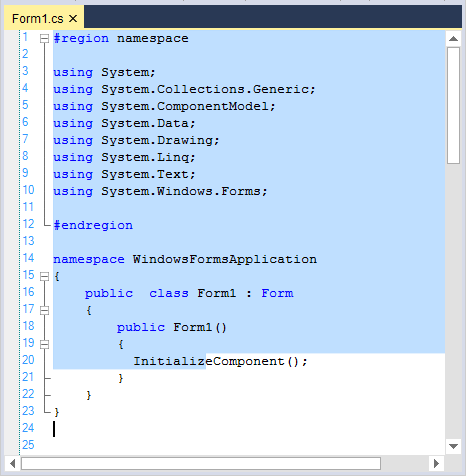 Form1.cs
1 #region namespace
2
3 using System;
4 using System.Collections.Generic;
5 using System.ComponentModel;
6 using System.Data;
7 using System.Drawing;
8 using System.Linq;
9 using System.Text;
10 using System.Windows.Forms;
11
12 #endregion
13
14 namespace WindowsFormsApplication
15 {
16     public  class Form1 : Form
17     {
18         public Form1()
19         {
20           InitializeComponent();
21         }
22     }
23 }
24
25